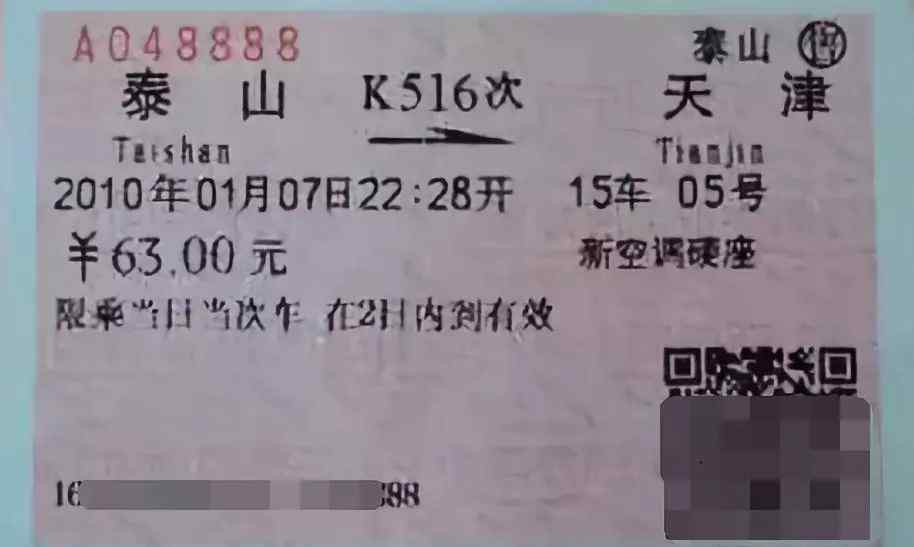 A048888 泰山 售
泰山 K516次 天津
Taishan Tianjin
2010年01月07日22:28开 15车 05号
￥63.00元 新空调硬座
限乘当日当次车 在2日内到有效